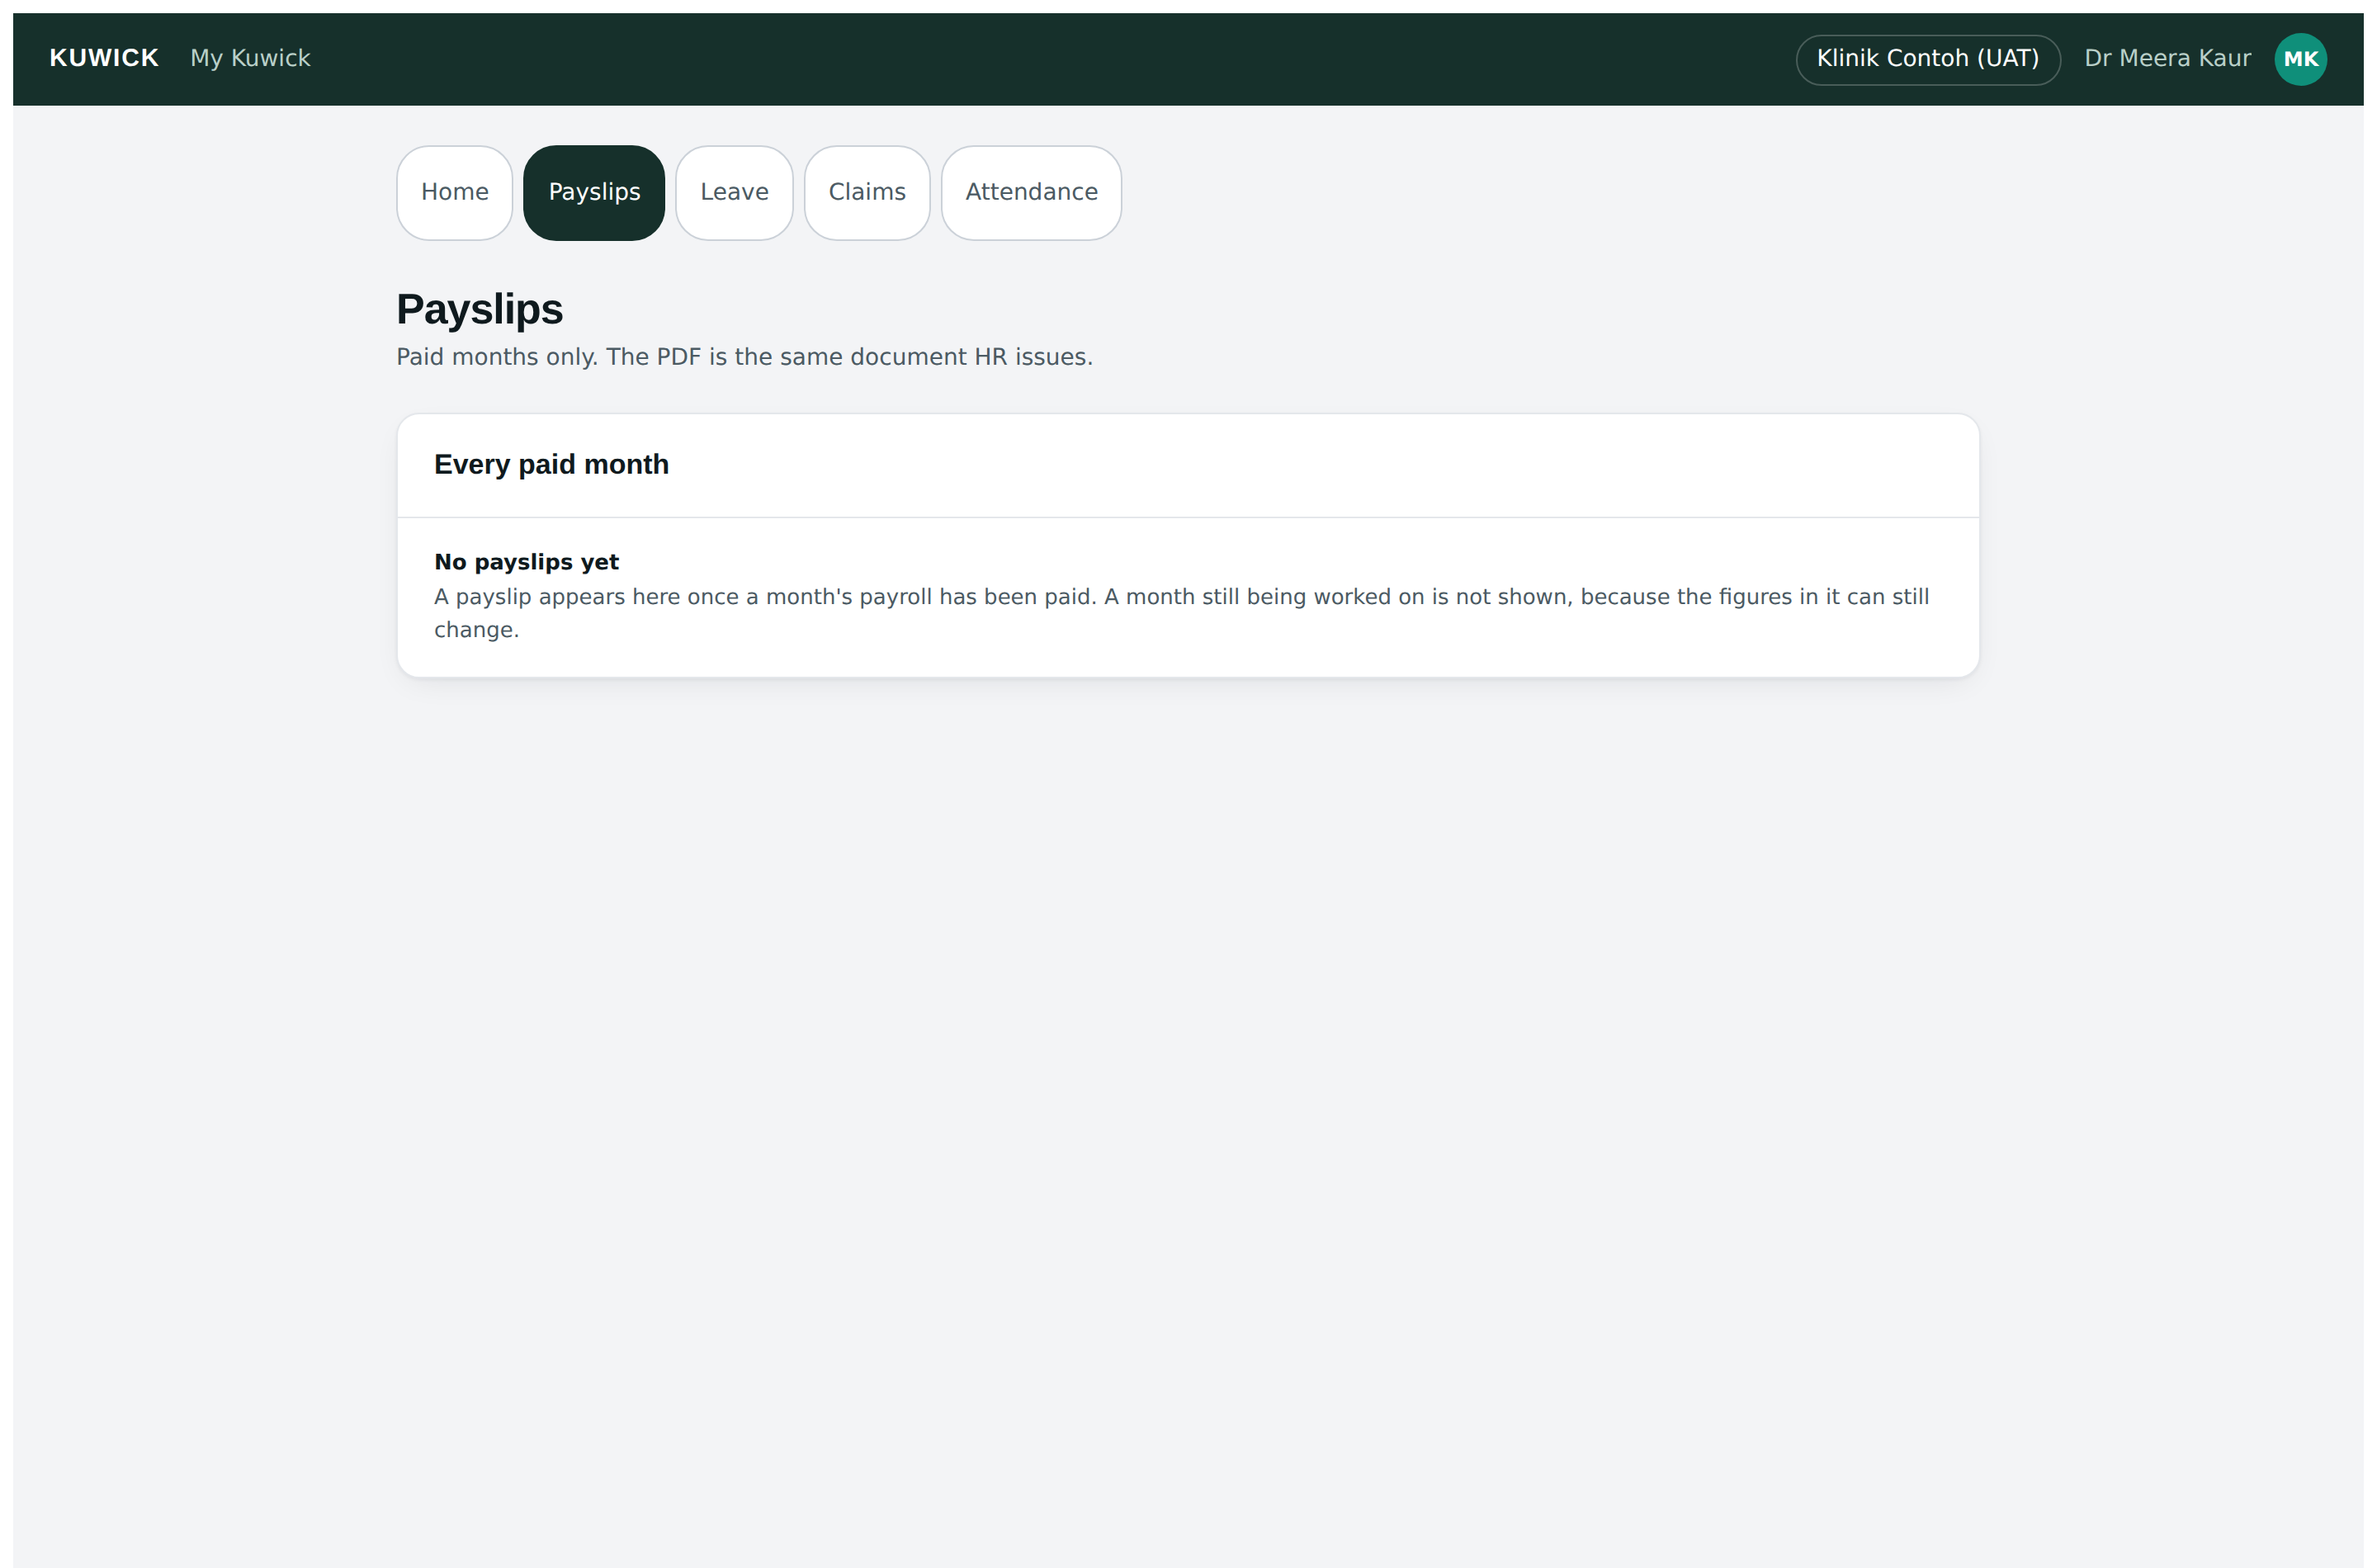 KUWICK My Kuwick Klinik Contoh (UAT) Dr Meera Kaur MK
Home Payslips Leave Claims Attendance
Payslips
Paid months only. The PDF is the same document HR issues.
Every paid month
No payslips yet
A payslip appears here once a month's payroll has been paid. A month still being worked on is not shown, because the figures in it can still
change.